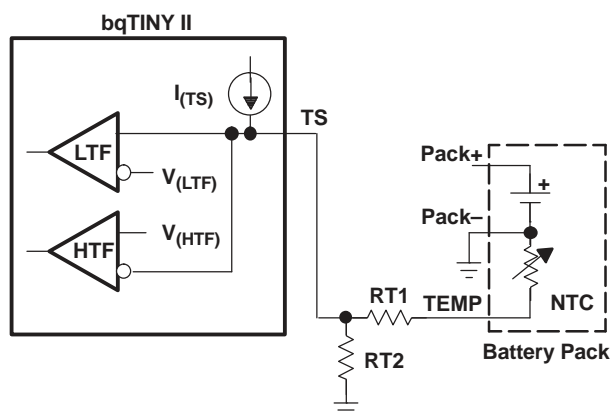 bqTINY II
I(TS)
TS
LTF
V(LTF)
Pack+
+
Pack−
V(HTF)
HTF
RT1
TEMP
NTC
RT2
Battery Pack